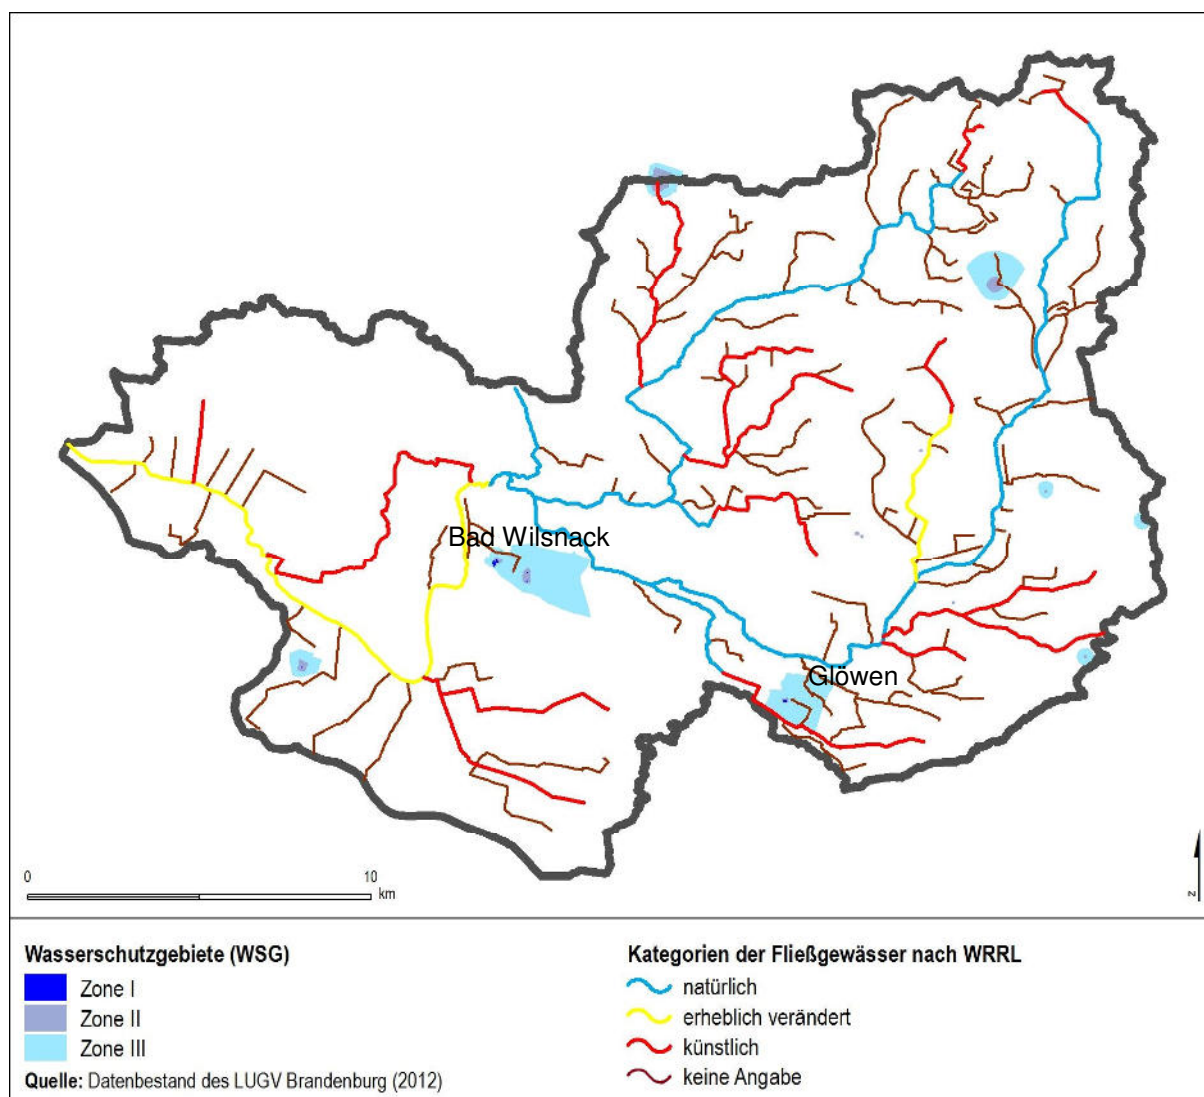 Bad Wilsnack
Glöwen
0
10
km
N
Wasserschutzgebiete (WSG)
Zone I
Zone II
Zone III
Quelle: Datenbestand des LUGV Brandenburg (2012)
Kategorien der Fließgewässer nach WRRL
natürlich
erheblich verändert
künstlich
keine Angabe